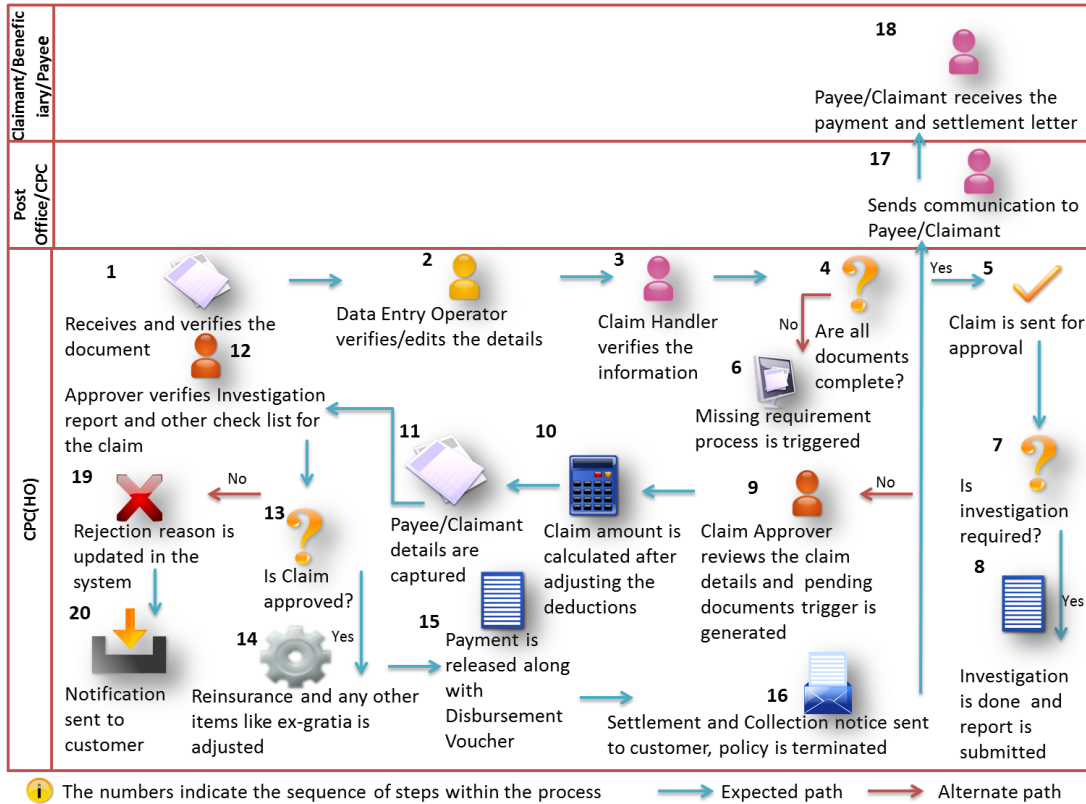 Claimant/Benefic
iary/Payee
18
Payee/Claimant receives the
payment and settlement letter
Post
Office/CPC
17
Sends communication to
Payee/Claimant
CPC(HO)
1
Receives and verifies the
document
2
Data Entry Operator
verifies/edits the details
3
Claim Handler
verifies the
information
4
Are all
documents
complete?
Yes
No
5
Claim is sent for
approval
6
Missing requirement
process is triggered
7
Is
investigation
required?
No
Yes
8
Investigation
is done and
report is
submitted
9
Claim Approver
reviews the claim
details and pending
documents trigger is
generated
10
Claim amount is
calculated after
adjusting the
deductions
11
Payee/Claimant
details are
captured
12
Approver verifies Investigation
report and other check list for
the claim
13
Is Claim
approved?
No
Yes
14
Reinsurance and any other
items like ex-gratia is
adjusted
15
Payment is
released along
with
Disbursement
Voucher
16
Settlement and Collection notice sent
to customer, policy is terminated
19
Rejection reason is
updated in the
system
20
Notification
sent to
customer
i
The numbers indicate the sequence of steps within the process
Expected path
Alternate path